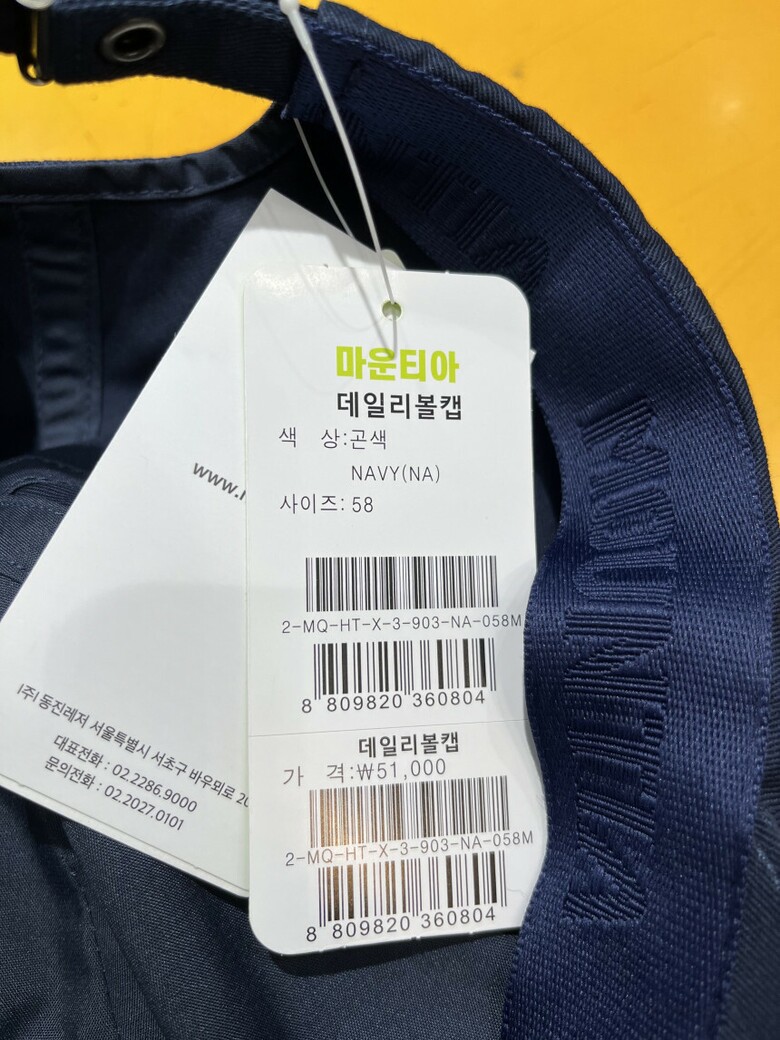 마운티아
데일리볼캡
색 상:곤색
NAVY(NA)
사이즈: 58
2-MQ-HT-X-3-903-NA-058M
8 809820 360804
데일리볼캡
가 격:₩51,000
2-MQ-HT-X-3-903-NA-058M
8 809820 360804
www.
(주) 동진레저 서울특별시 서초구 바우뫼로
대표전화 : 02.2286.9000
문의전화 : 02.2027.0101
MOUNTIA